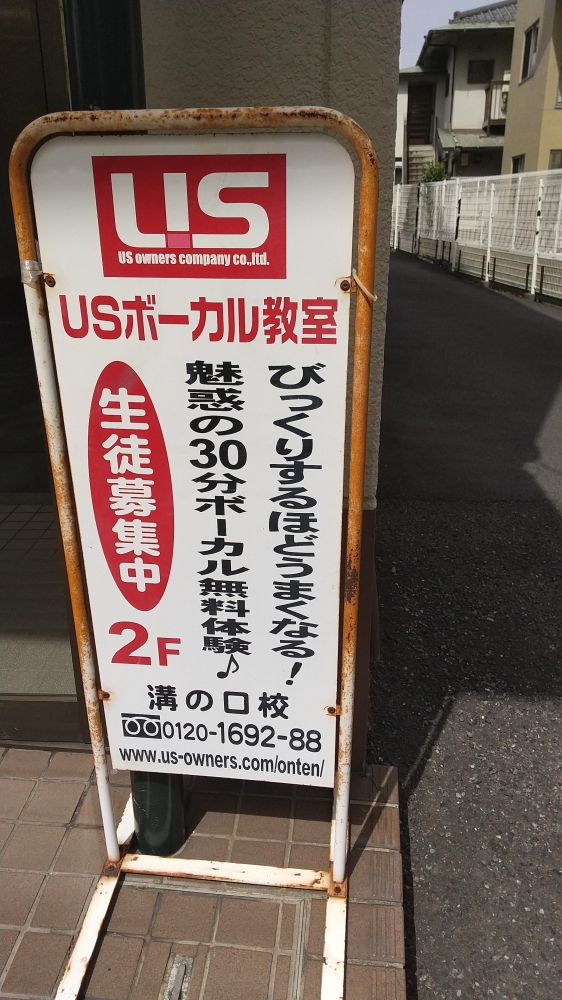 US
US owners company co.,ltd.
USボーカル教室
びっくりするほどうまくなる!
魅惑の30分ボーカル無料体験♪
生徒募集中
2F
溝の口校
0120-1692-88
www.us-owners.com/onten/